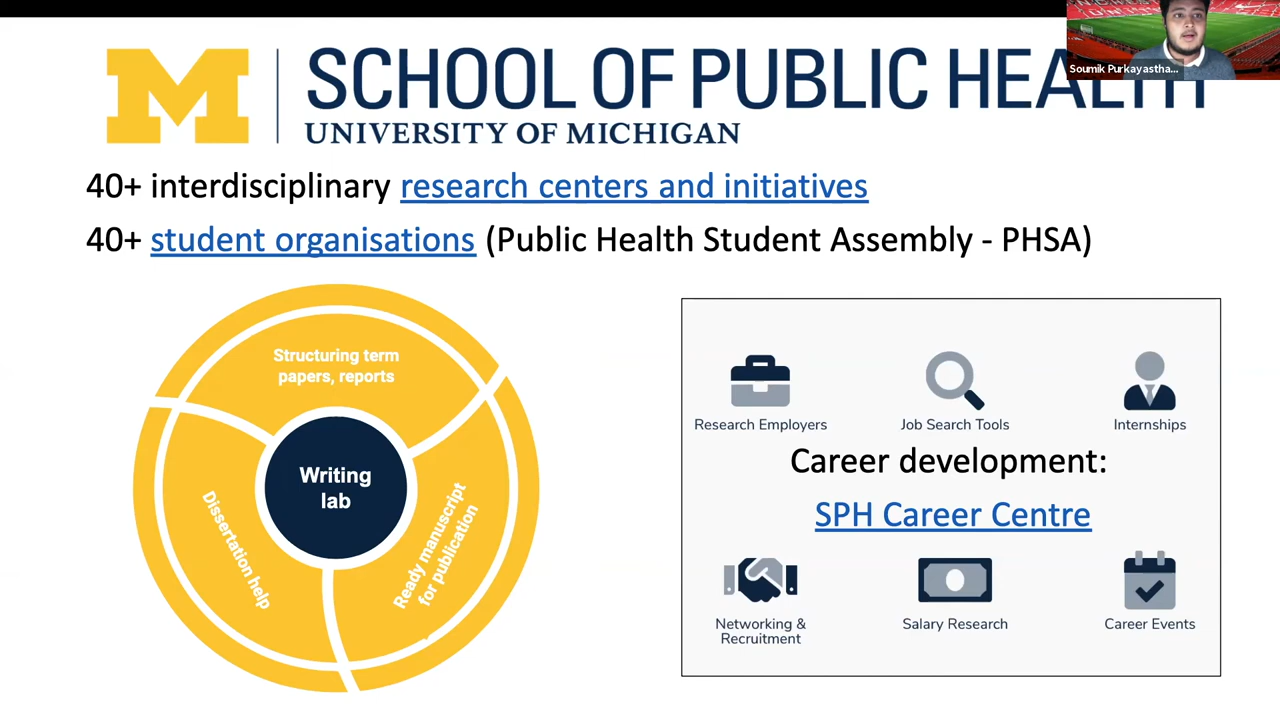 M SCHOOL OF PUBLIC HEALTH
UNIVERSITY OF MICHIGAN
Soumik Purkayastha...
40+ interdisciplinary research centers and initiatives
40+ student organisations (Public Health Student Assembly - PHSA)
Structuring term
papers, reports
Writing
lab
Dissertation help
Ready manuscript
for publication
Research Employers
Job Search Tools
Internships
Career development:
SPH Career Centre
Networking &
Recruitment
Salary Research
Career Events